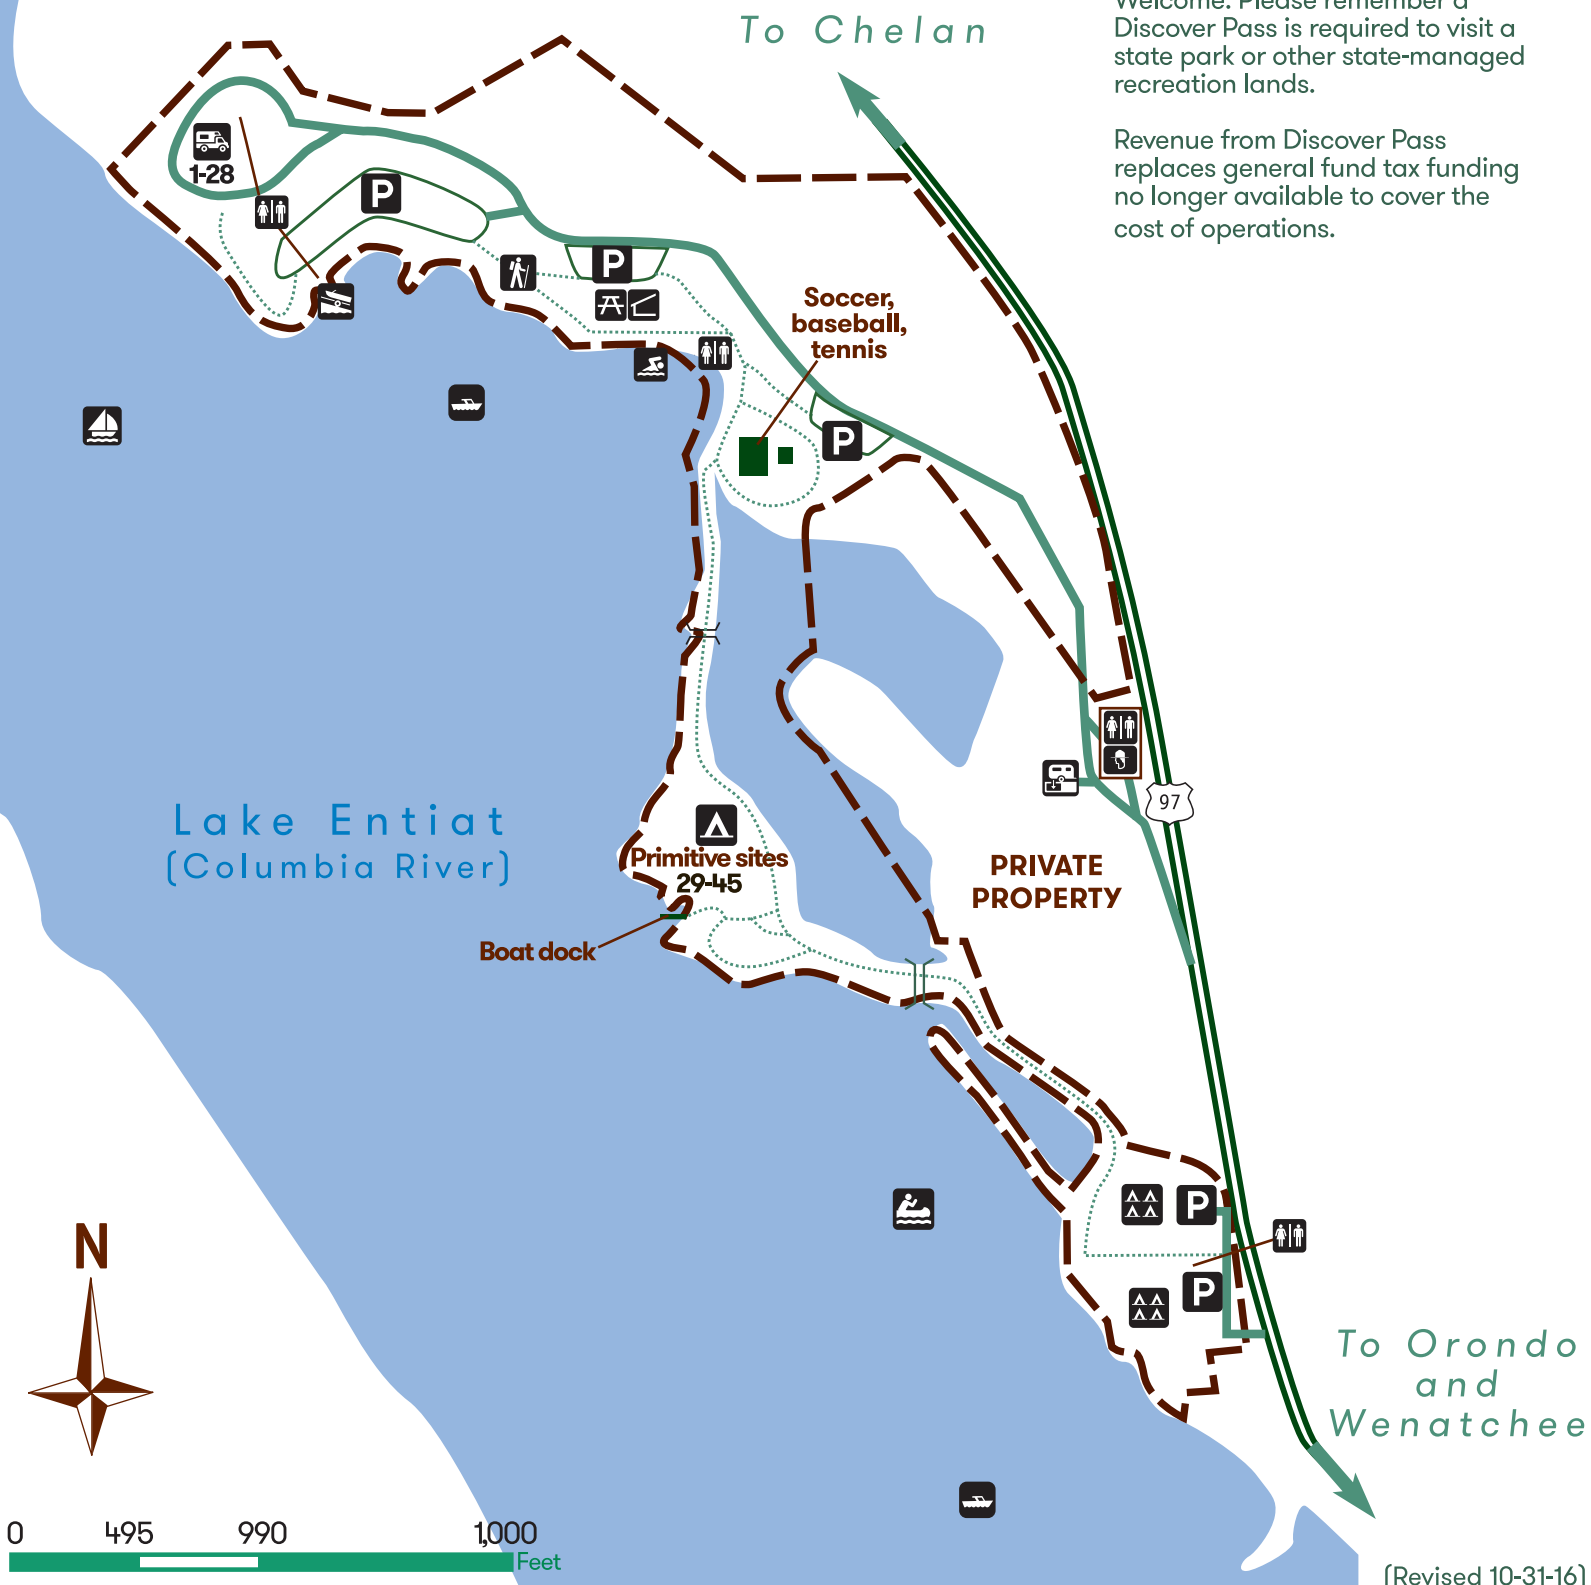 To Chelan
Welcome. Please remember a
Discover Pass is required to visit a
state park or other state-managed
recreation lands.
Revenue from Discover Pass
replaces general fund tax funding
no longer available to cover the
cost of operations.
1-28
P
P
Soccer,
baseball,
tennis
P
97
Lake Entiat
(Columbia River)
Primitive sites
29-45
PRIVATE
PROPERTY
Boat dock
P
P
N
To Orondo
and
Wenatchee
0 495 990 1,000
Feet
(Revised 10-31-16)